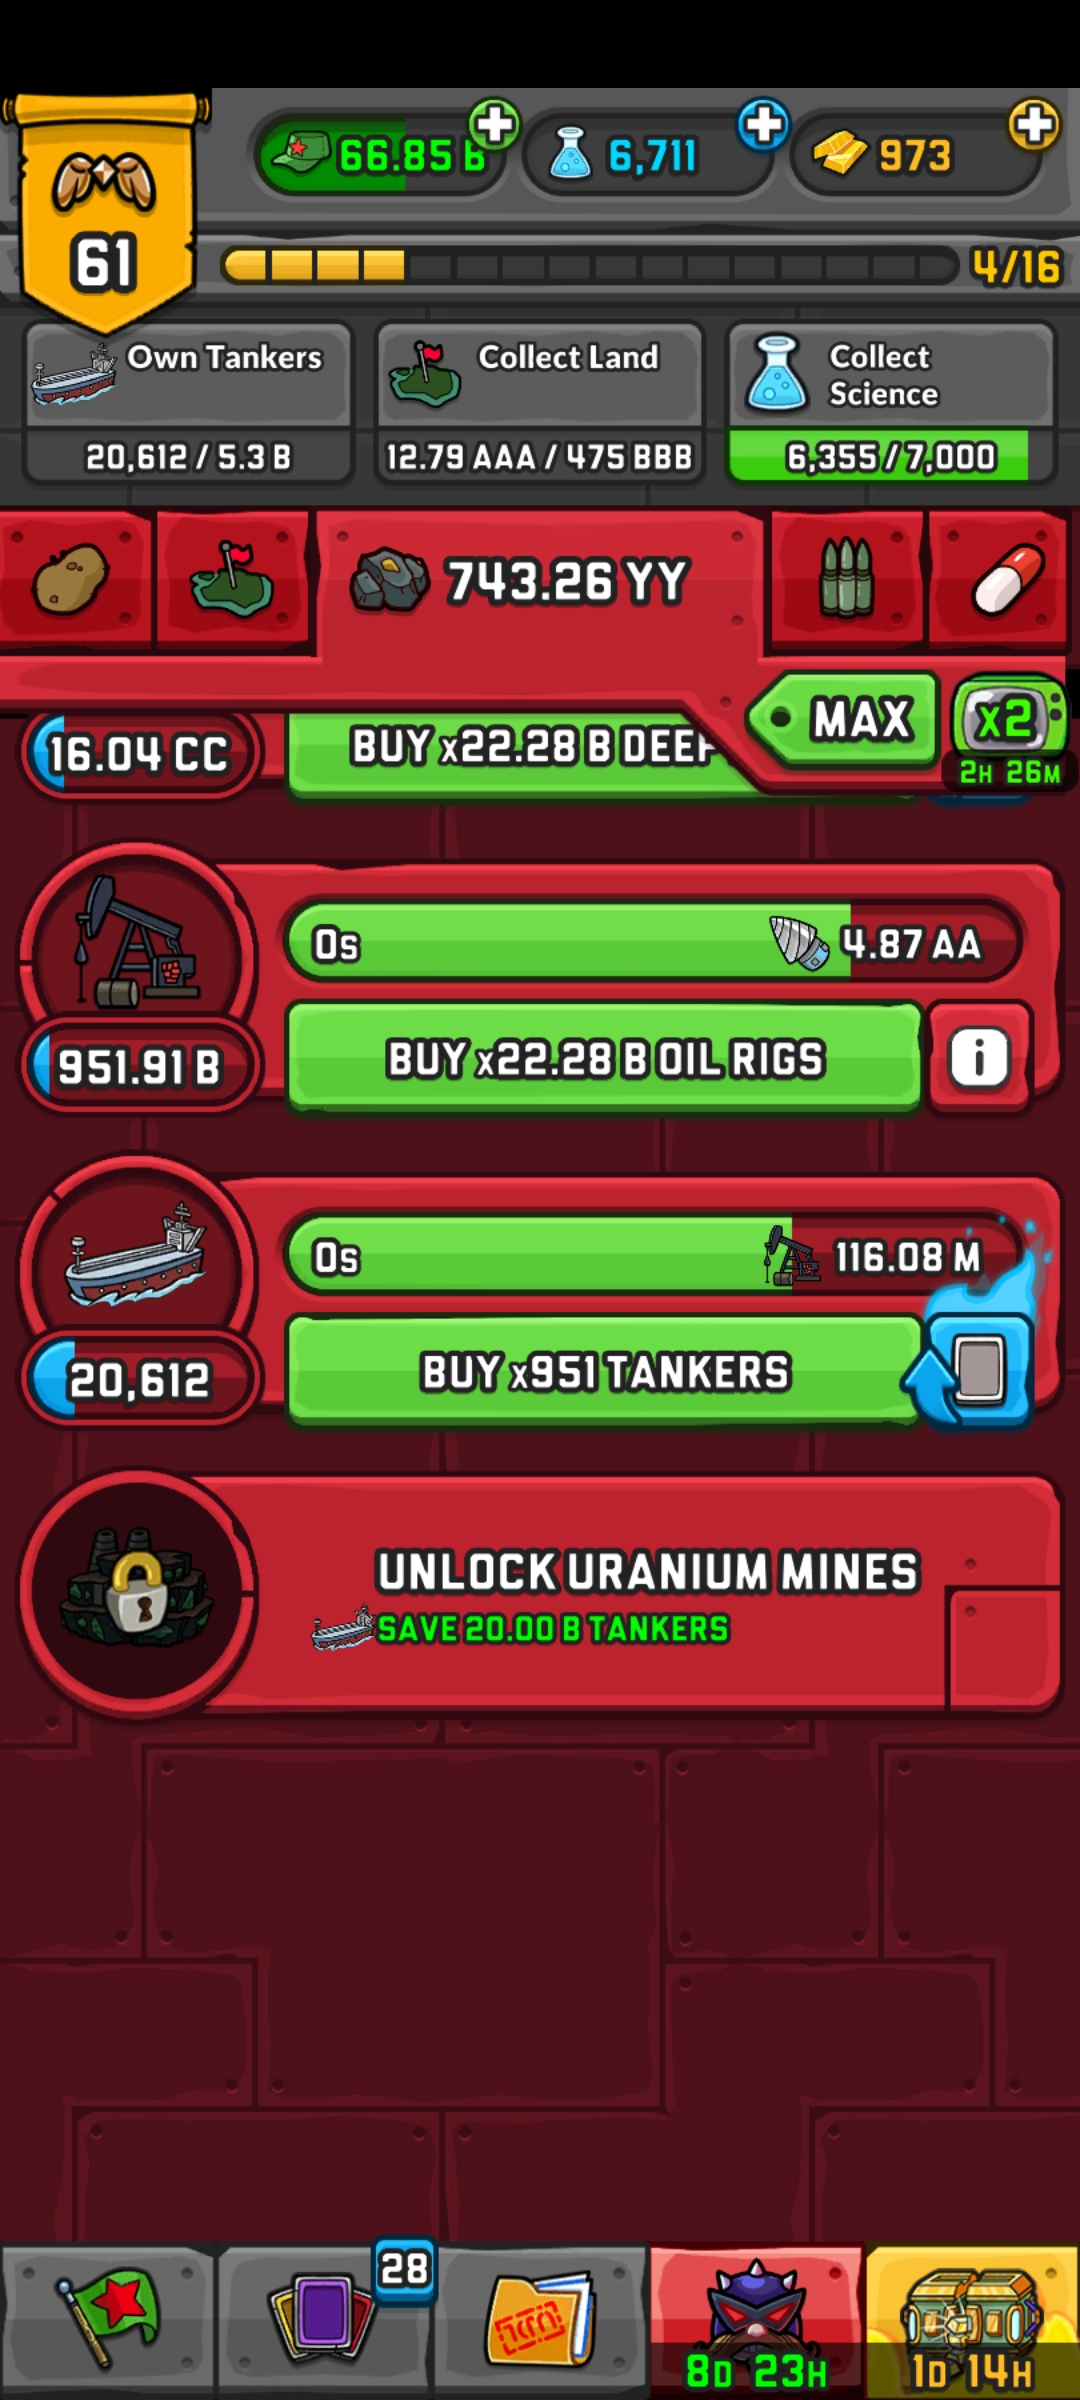 66.85 B
6,711
973
61
4/16
Own Tankers
20,612 / 5.3 B
Collect Land
12.79 AAA / 475 BBB
Collect
Science
6,355 / 7,000
743.26 YY
MAX
x2
2H 26M
16.04 CC
BUY x22.28 B DEEP
0s
4.87 AA
951.91 B
BUY x22.28 B OIL RIGS
i
0s
116.08 M
20,612
BUY x951 TANKERS
UNLOCK URANIUM MINES
SAVE 20.00 B TANKERS
28
8D 23H
1D 14H